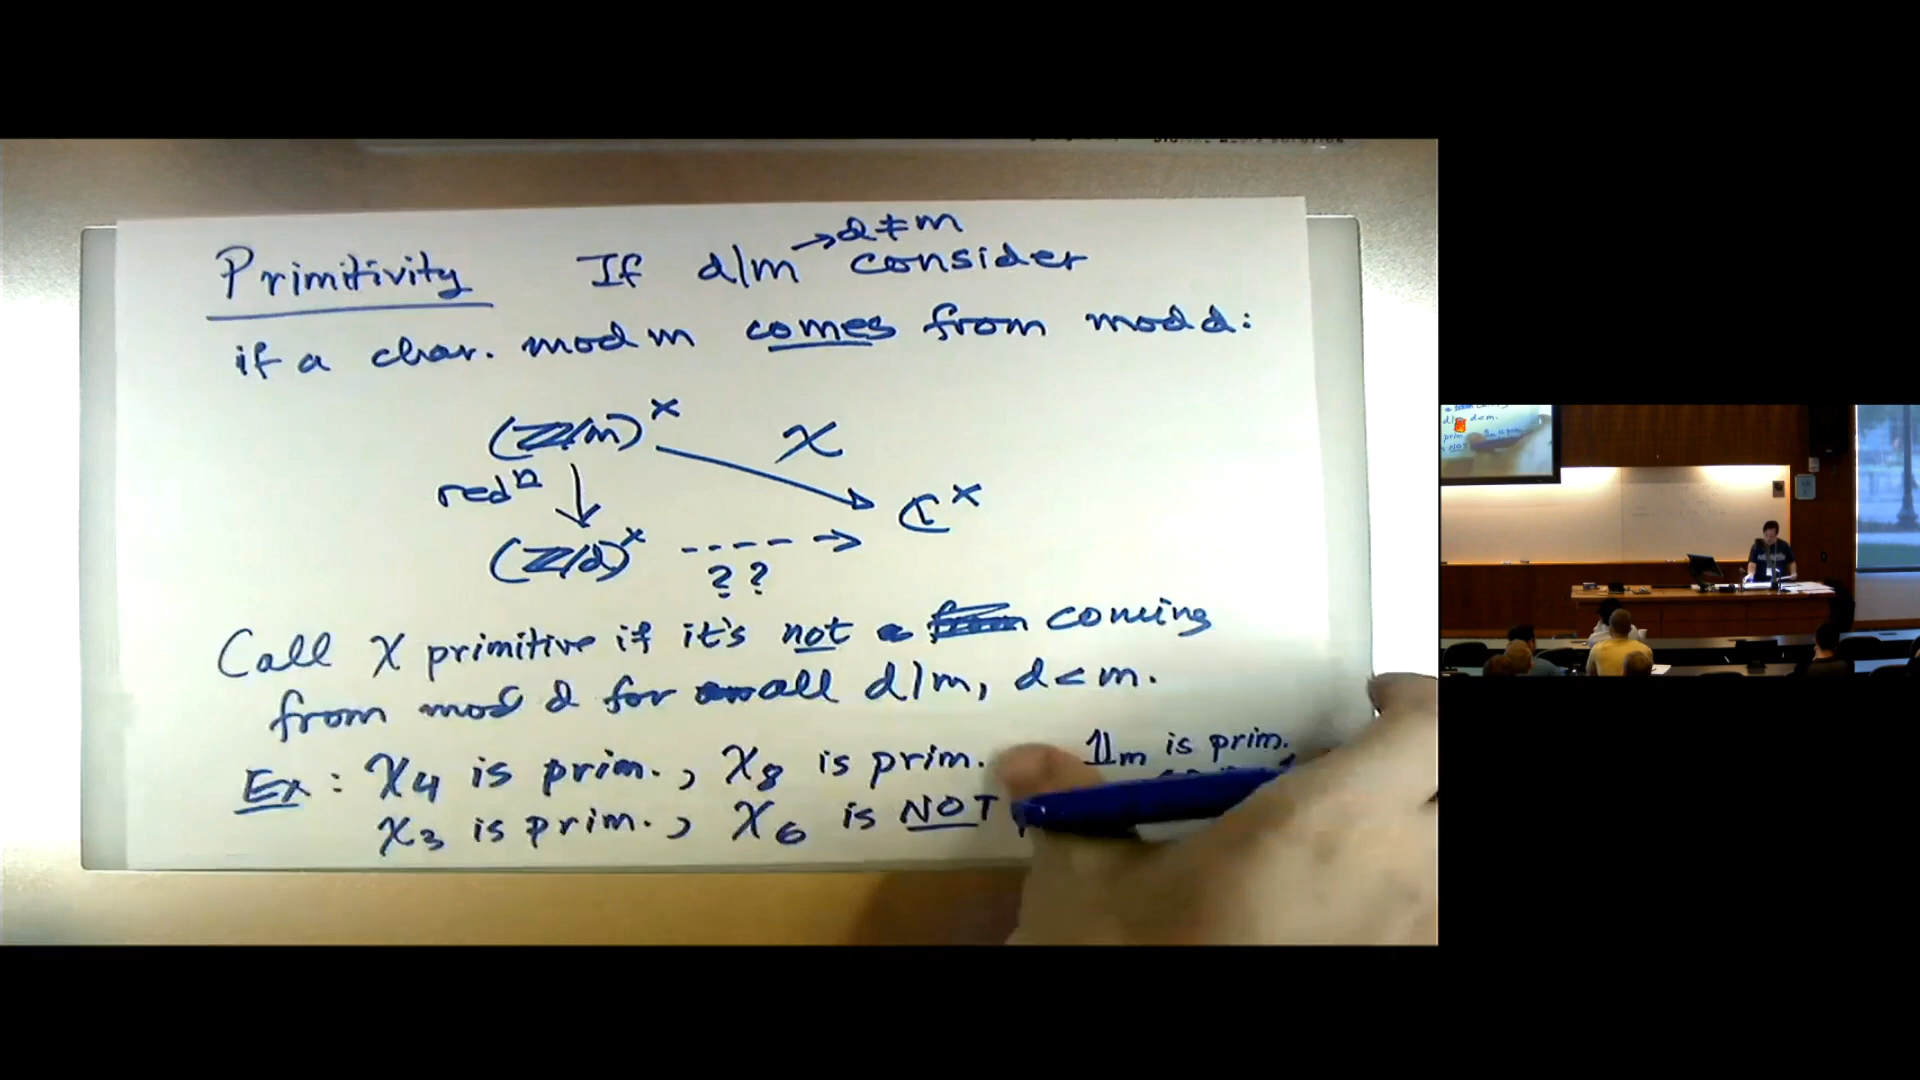 → d ≠ m
Primitivity If d|m consider
if a char. mod m comes from mod d:
(ℤ/m)^× χ
red^n ↓ ℂ^×
(ℤ/d)^× ----> 
??
Call χ primitive if it's not coming
from mod d for all d|m, d < m.
Ex: χ₄ is prim., χ₈ is prim. 𝟙ₘ is prim.
χ₃ is prim., χ₆ is NOT